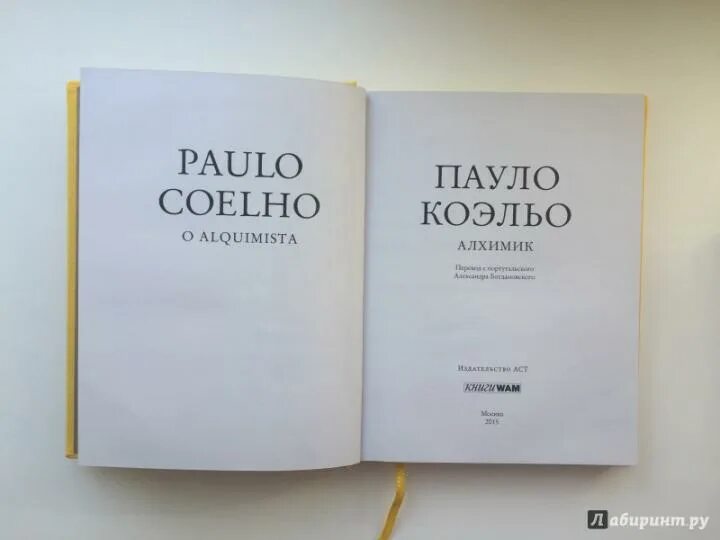 PAULO
COELHO
O ALQUIMISTA
ПАУЛО
КОЭЛЬО
АЛХИМИК
Перевод с португальского
Александра Богдановского
Издательство АСТ
КНИГИ WAM
Москва
2015
Лабиринт.ру